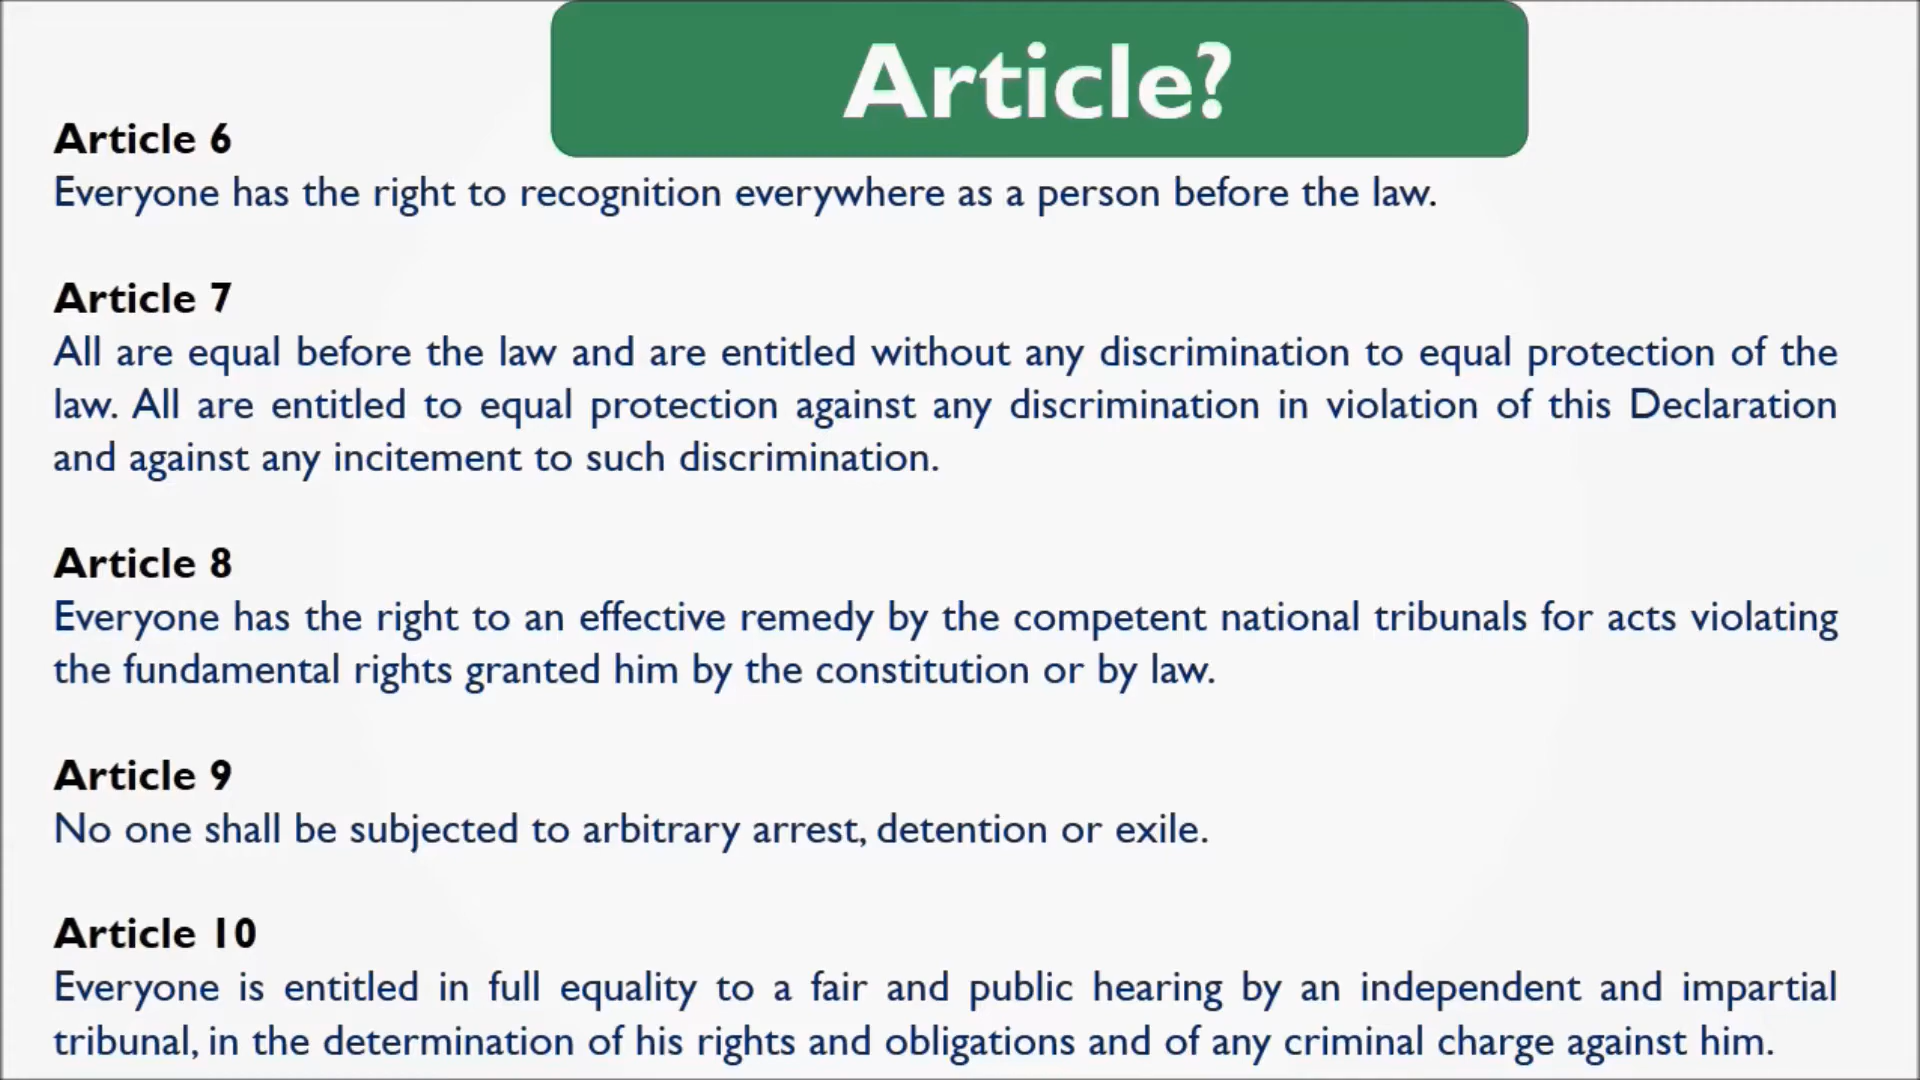 Article?
Article 6
Everyone has the right to recognition everywhere as a person before the law.
Article 7
All are equal before the law and are entitled without any discrimination to equal protection of the
law. All are entitled to equal protection against any discrimination in violation of this Declaration
and against any incitement to such discrimination.
Article 8
Everyone has the right to an effective remedy by the competent national tribunals for acts violating
the fundamental rights granted him by the constitution or by law.
Article 9
No one shall be subjected to arbitrary arrest, detention or exile.
Article 10
Everyone is entitled in full equality to a fair and public hearing by an independent and impartial
tribunal, in the determination of his rights and obligations and of any criminal charge against him.